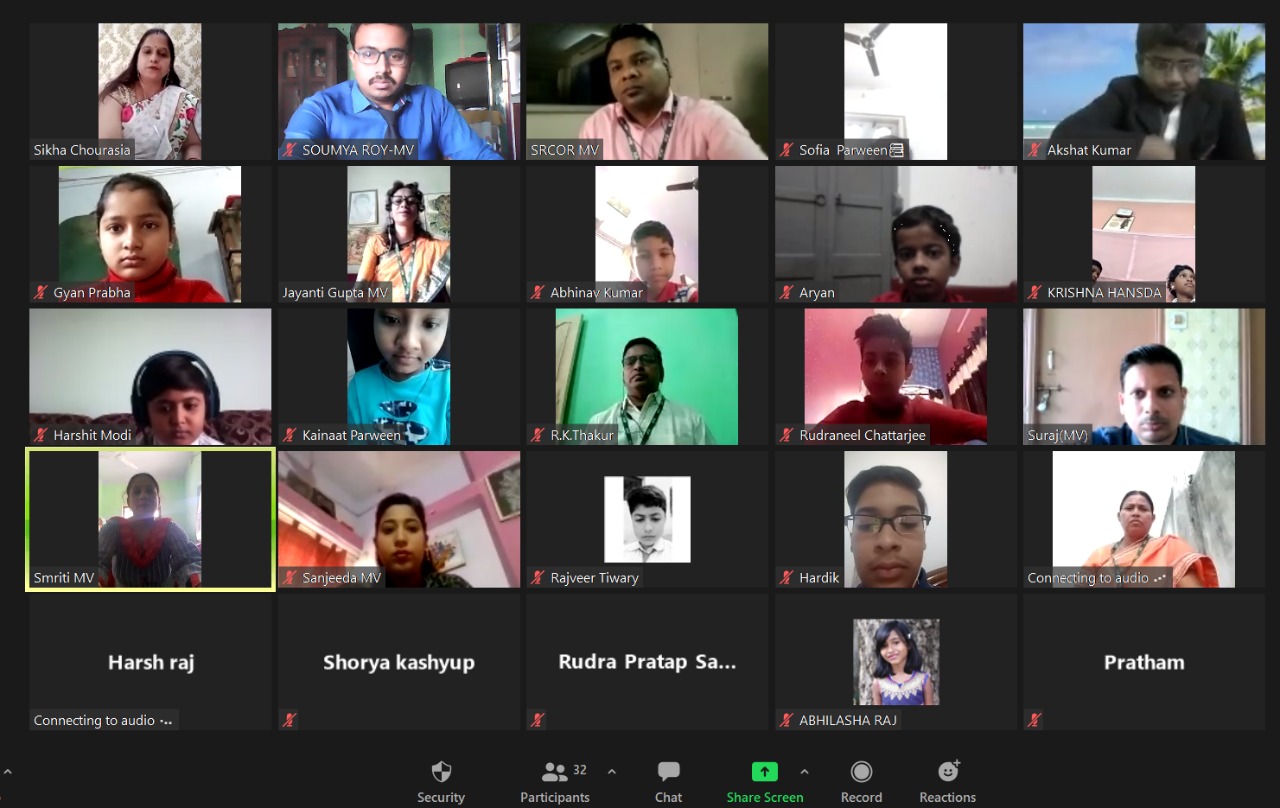 Sikha Chourasia
SOUMYA ROY-MV
SRCOR MV
Sofia Parween
Akshat Kumar
Gyan Prabha
Jayanti Gupta MV
Abhinav Kumar
Aryan
KRISHNA HANSDA
Harshit Modi
Kainaat Parween
R.K.Thakur
Rudraneel Chattarjee
Suraj(MV)
Smriti MV
Sanjeeda MV
Rajveer Tiwary
Hardik
Connecting to audio ...
Harsh raj
Connecting to audio ...
Shorya kashyup
Rudra Pratap Sa...
ABHILASHA RAJ
Pratham
Security
32
Participants
Chat
Share Screen
Record
Reactions